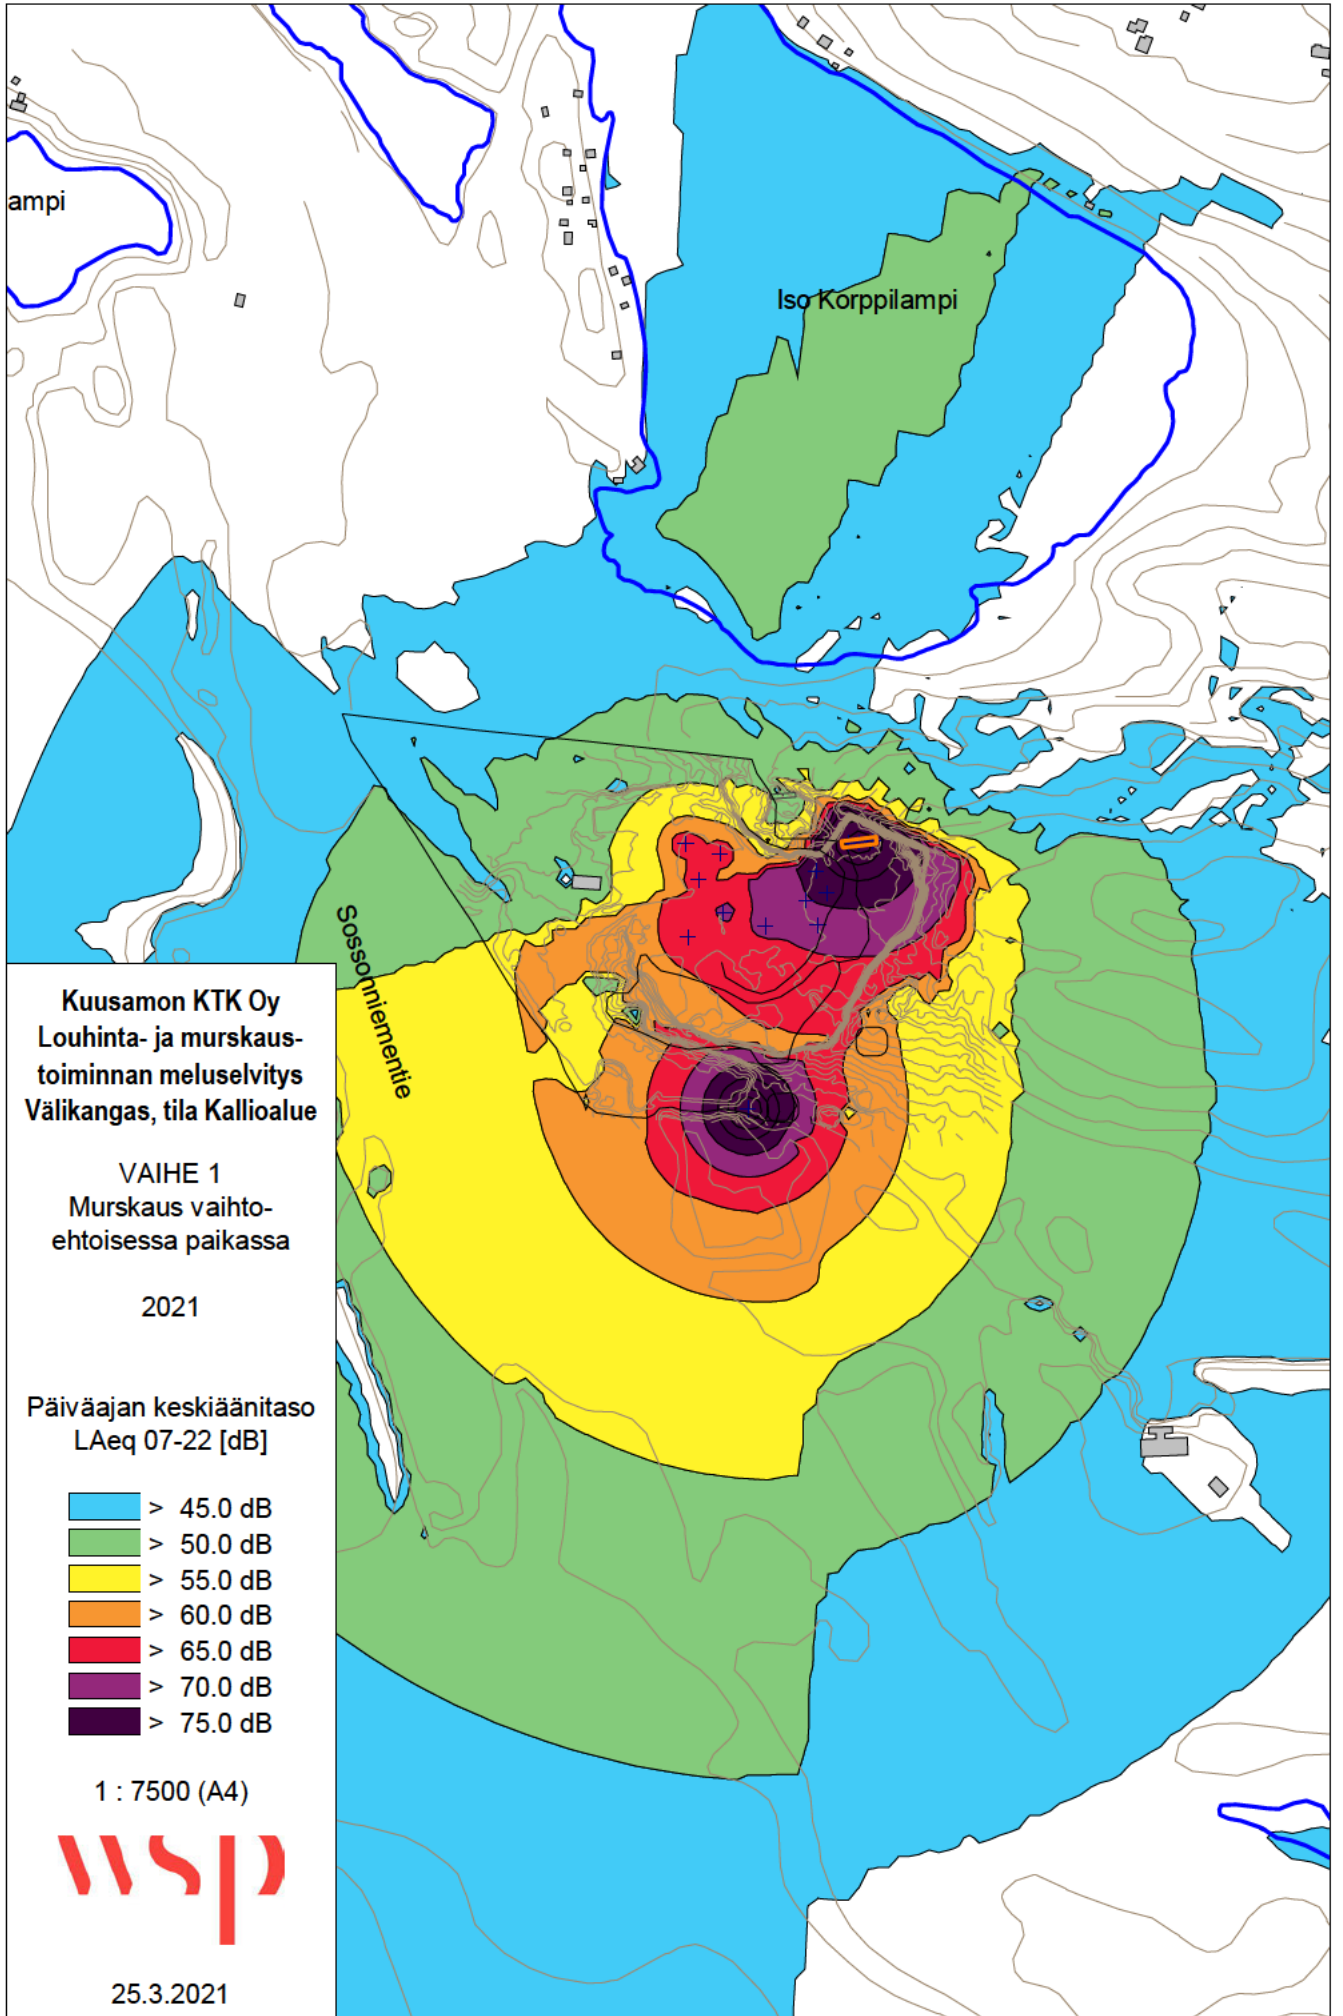 ampi
Iso Korppilampi
Sossonniementie
Kuusamon KTK Oy
Louhinta- ja murskaus-
toiminnan meluselvitys
Välikangas, tila Kallioalue
VAIHE 1
Murskaus vaihto-
ehtoisessa paikassa
2021
Päiväajan keskiäänitaso
LAeq 07-22 [dB]
> 45.0 dB
> 50.0 dB
> 55.0 dB
> 60.0 dB
> 65.0 dB
> 70.0 dB
> 75.0 dB
1 : 7500 (A4)
wsp
25.3.2021